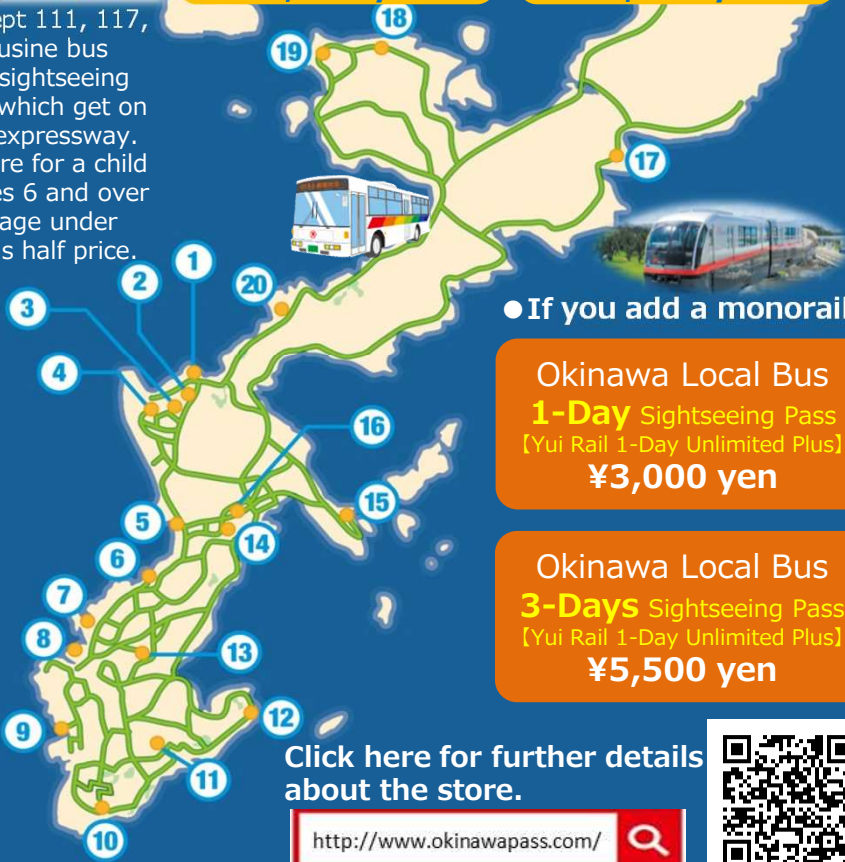 ept 111, 117,
usine bus
sightseeing
which get on
expressway.
re for a child
es 6 and over
age under
s half price.
18
19
17
1
2
20
3
4
16
15
5
14
6
7
8
13
9
12
11
10
●If you add a monorail
Okinawa Local Bus
1-Day Sightseeing Pass
【Yui Rail 1-Day Unlimited Plus】
¥3,000 yen
Okinawa Local Bus
3-Days Sightseeing Pass
【Yui Rail 1-Day Unlimited Plus】
¥5,500 yen
Click here for further details
about the store.
http://www.okinawapass.com/